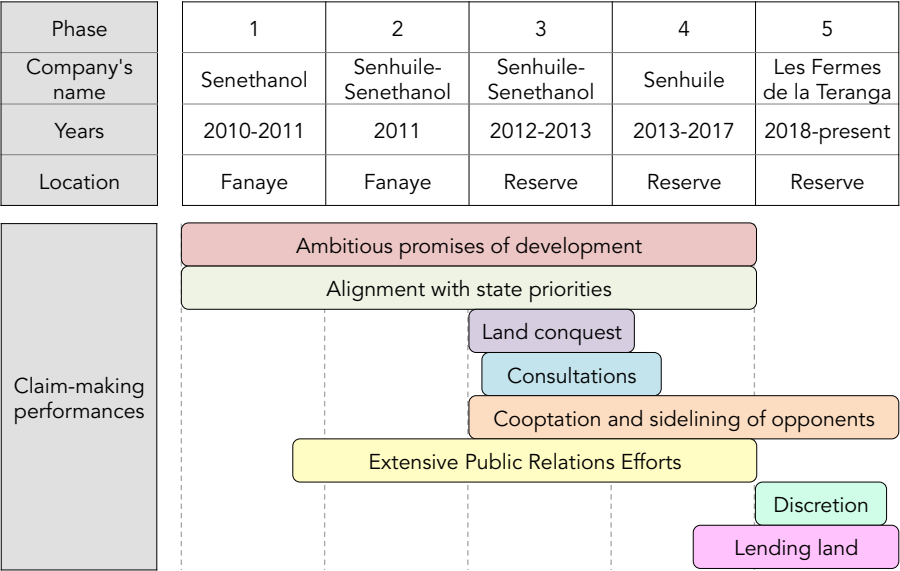 Phase 1 2 3 4 5
Company's name Senethanol Senhuile-Senethanol Senhuile-Senethanol Senhuile Les Fermes de la Teranga
Years 2010-2011 2011 2012-2013 2013-2017 2018-present
Location Fanaye Fanaye Reserve Reserve Reserve
Claim-making
performances
Ambitious promises of development
Alignment with state priorities
Land conquest
Consultations
Cooptation and sidelining of opponents
Extensive Public Relations Efforts
Discretion
Lending land